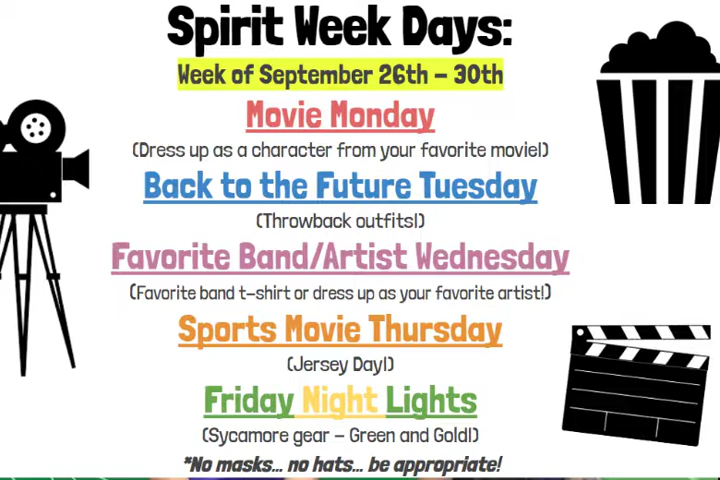 Spirit Week Days:
Week of September 26th - 30th
Movie Monday
(Dress up as a character from your favorite movie!)
Back to the Future Tuesday
(Throwback outfits!)
Favorite Band/Artist Wednesday
(Favorite band t-shirt or dress up as your favorite artist!)
Sports Movie Thursday
(Jersey Day!)
Friday Night Lights
(Sycamore gear - Green and Gold!)
*No masks... no hats... be appropriate!